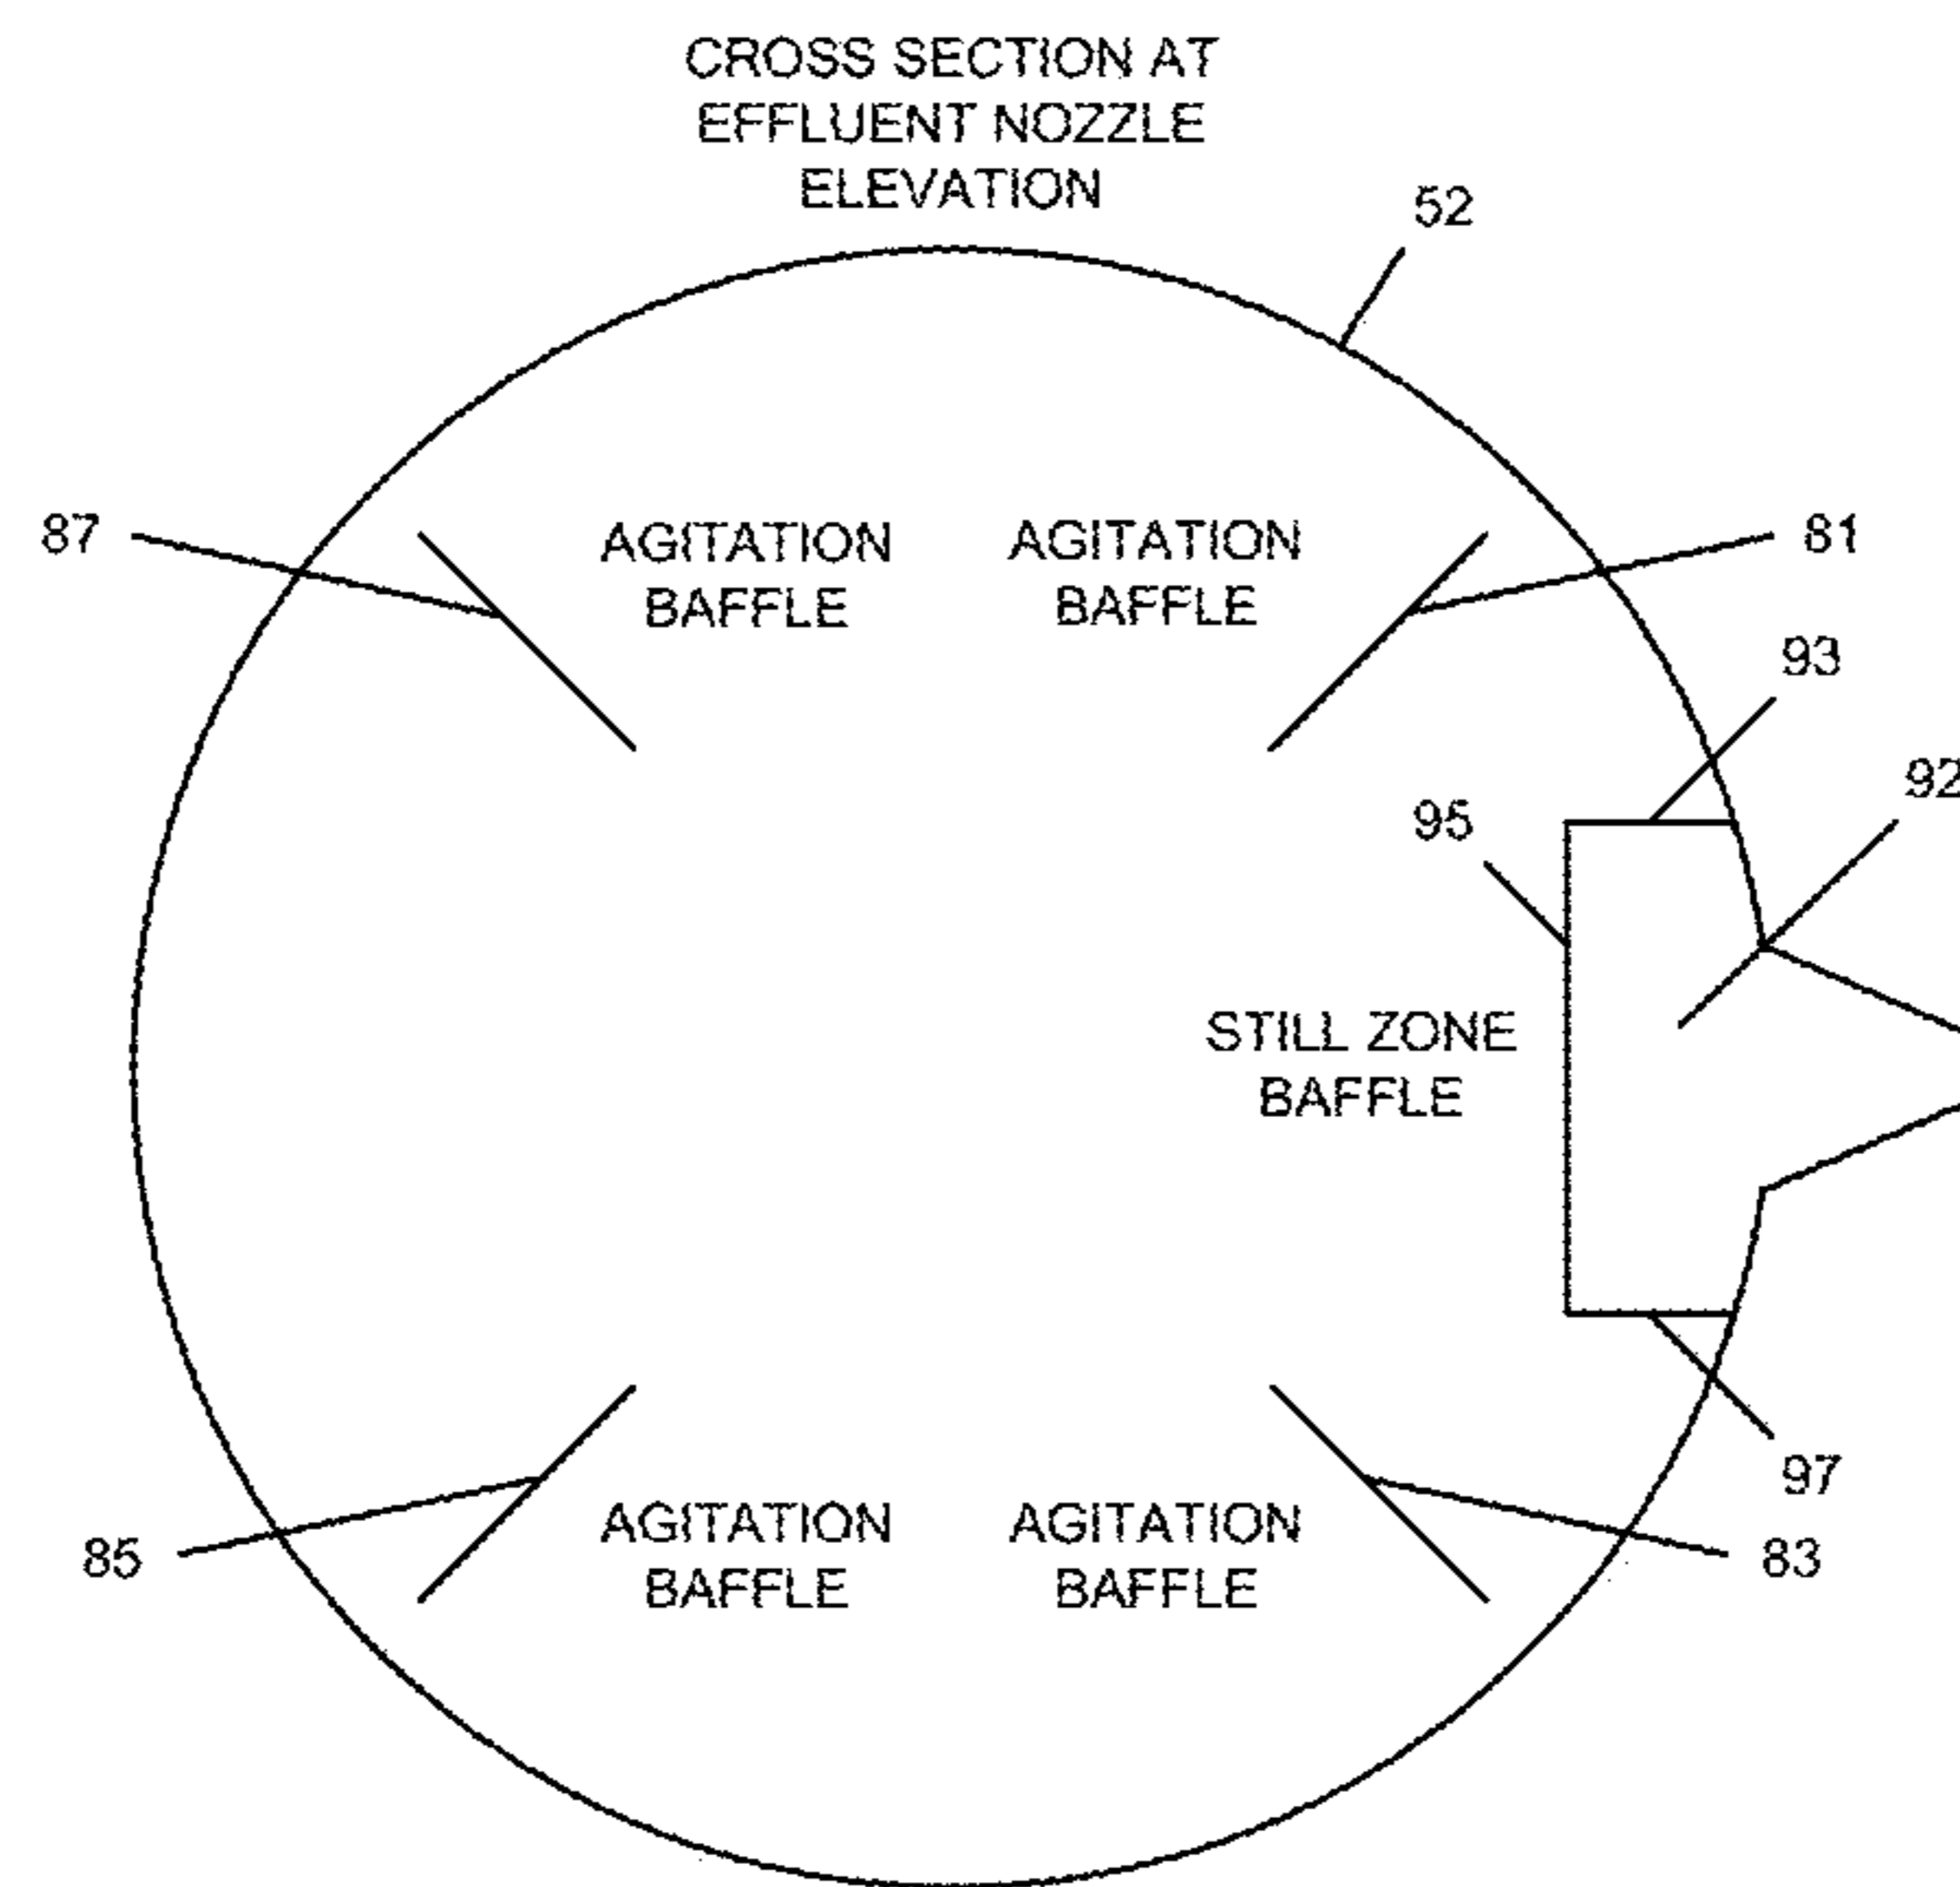 CROSS SECTION AT
EFFLUENT NOZZLE
ELEVATION
52
87
AGITATION
BAFFLE
AGITATION
BAFFLE
81
93
92
95
STILL ZONE
BAFFLE
97
85
AGITATION
BAFFLE
AGITATION
BAFFLE
83